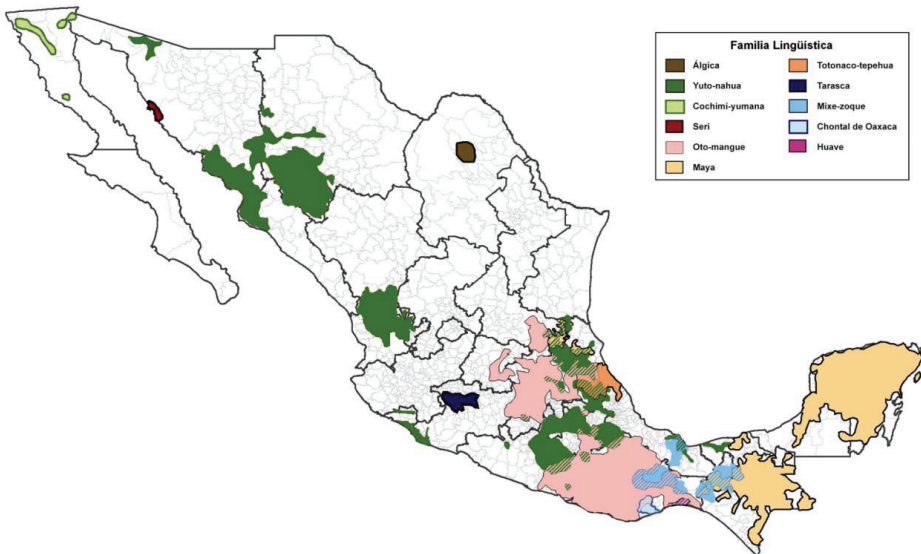 Familia Lingüística
Álgica
Yuto-nahua
Cochimi-yumana
Seri
Oto-mangue
Maya
Totonaco-tepehua
Tarasca
Mixe-zoque
Chontal de Oaxaca
Huave